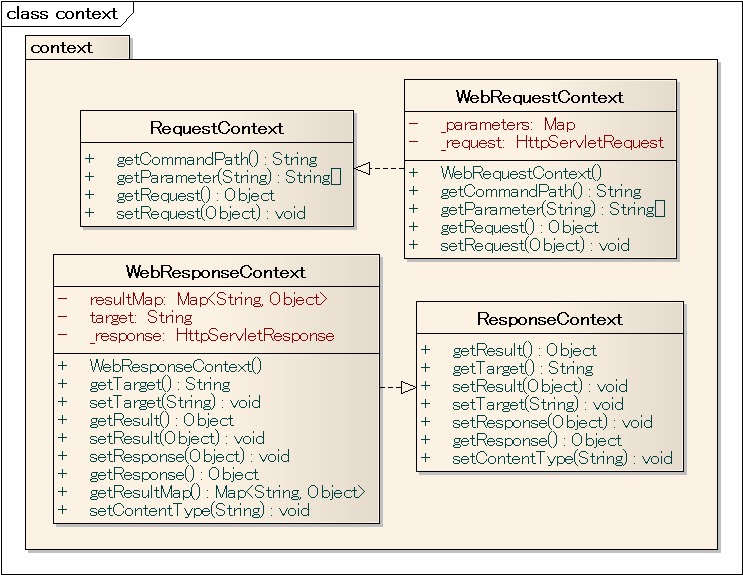 class context
context
RequestContext
+ getCommandPath() : String
+ getParameter(String) : String[]
+ getRequest() : Object
+ setRequest(Object) : void
WebRequestContext
- _parameters: Map
- _request: HttpServletRequest
+ WebRequestContext()
+ getCommandPath() : String
+ getParameter(String) : String[]
+ getRequest() : Object
+ setRequest(Object) : void
WebResponseContext
- resultMap: Map<String, Object>
- target: String
- _response: HttpServletResponse
+ WebResponseContext()
+ getTarget() : String
+ setTarget(String) : void
+ getResult() : Object
+ setResult(Object) : void
+ setResponse(Object) : void
+ getResponse() : Object
+ getResultMap() : Map<String, Object>
+ setContentType(String) : void
ResponseContext
+ getResult() : Object
+ getTarget() : String
+ setResult(Object) : void
+ setTarget(String) : void
+ setResponse(Object) : void
+ getResponse() : Object
+ setContentType(String) : void